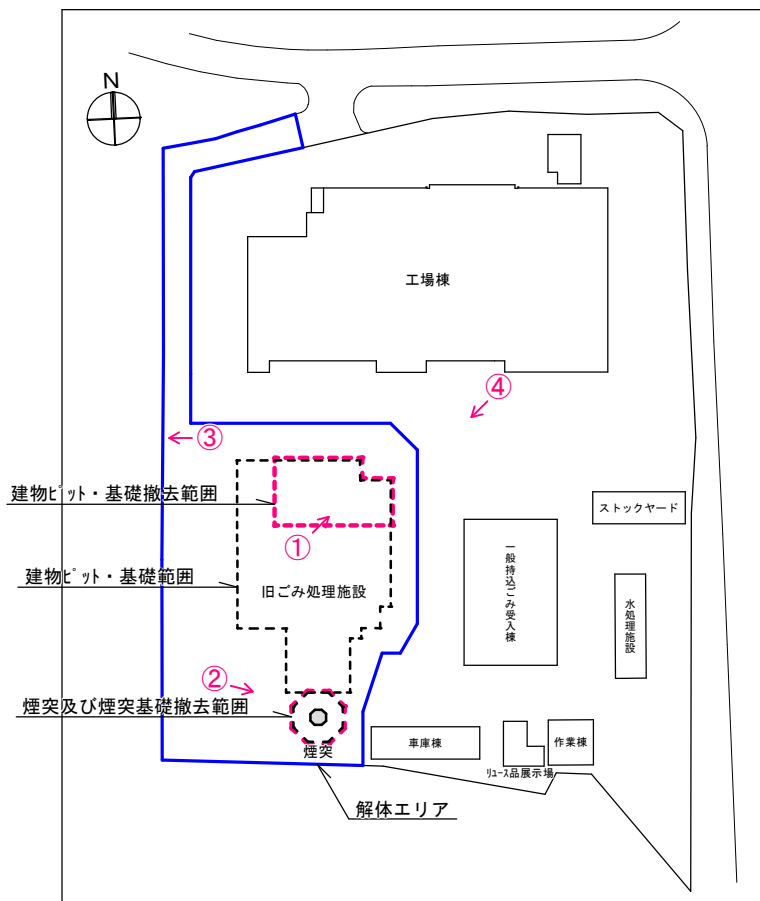 N
工場棟
④
③
建物ﾋﾟｯﾄ・基礎撤去範囲
ストックヤード
①
一般持込ごみ受入棟
建物ﾋﾟｯﾄ・基礎範囲
旧ごみ処理施設
水処理施設
②
煙突及び煙突基礎撤去範囲
車庫棟
作業棟
煙突
ﾘﾕｰｽ品展示場
解体エリア